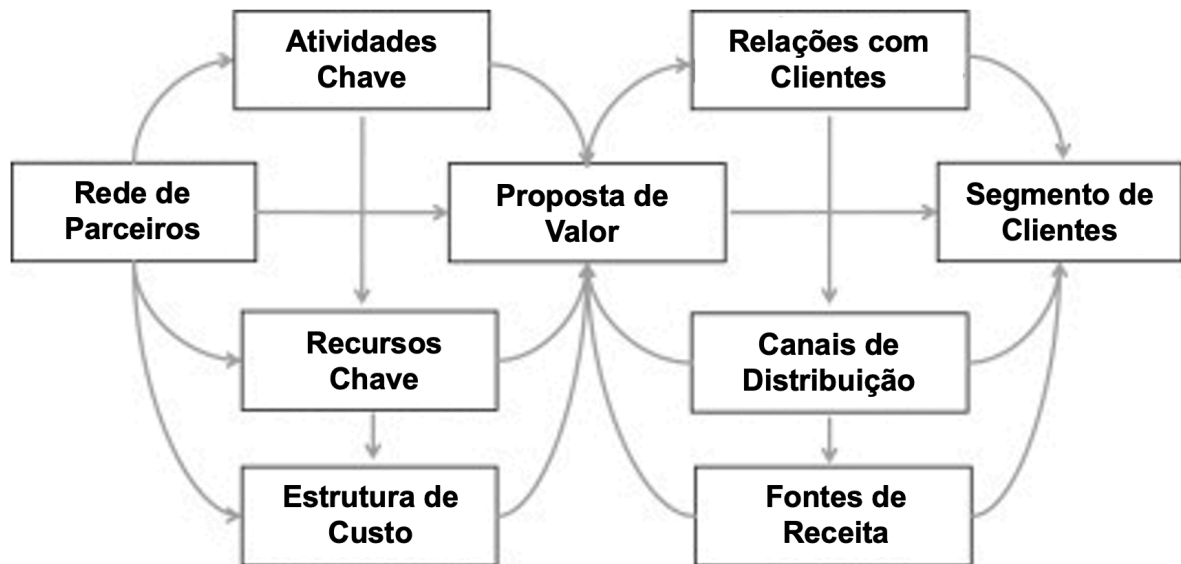 Atividades
Chave
Relações com
Clientes
Rede de
Parceiros
Proposta de
Valor
Segmento de
Clientes
Recursos
Chave
Canais de
Distribuição
Estrutura de
Custo
Fontes de
Receita